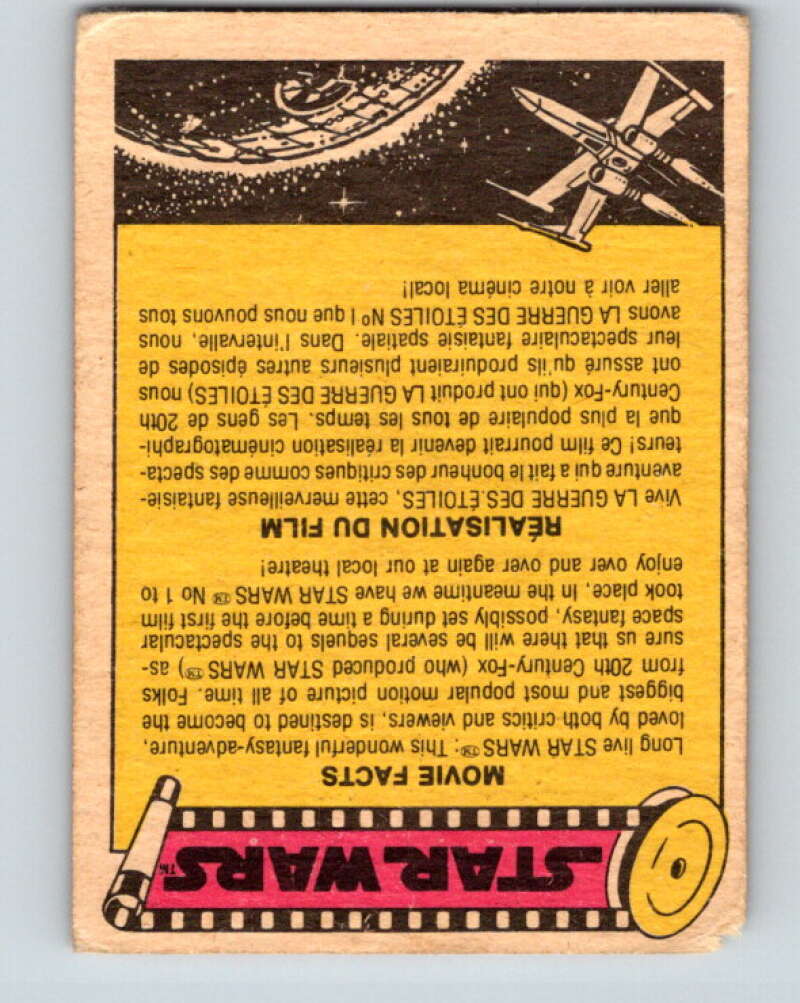 STAR WARS™
MOVIE FACTS
Long live STAR WARS™: This wonderful fantasy-adventure,
loved by both critics and viewers, is destined to become the
biggest and most popular motion picture of all time. Folks
from 20th Century-Fox (who produced STAR WARS™) as-
sure us that there will be several sequels to the spectacular
space fantasy, possibly set during a time before the first film
took place, In the meantime we have STAR WARS™ No 1 to
enjoy over and over again at our local theatre!
RÉALISATION DU FILM
Vive LA GUERRE DES ÉTOILES, cette merveilleuse fantaisie-
aventure qui a fait le bonheur des critiques comme des specta-
teurs! Ce film pourrait devenir la réalisation cinématographi-
que la plus populaire de tous les temps. Les gens de 20th
Century-Fox (qui ont produit LA GUERRE DES ÉTOILES) nous
ont assuré qu'ils produiraient plusieurs autres épisodes de
leur spectaculaire fantaisie spatiale. Dans l'intervalle, nous
avons LA GUERRE DES ÉTOILES Nº I que nous pouvons tous
aller voir à notre cinéma local!